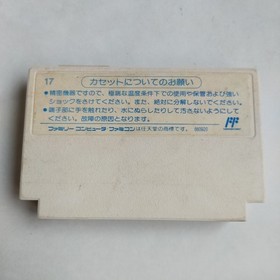 17 カセットについてのお願い
●精密機器ですので、極端な温度条件下での使用や保管および強い
ショックをさけてください。また、絶対に分解しないでください。
●端子部に手を触れたり、水にぬらしたりして汚さないようにして
ください。故障の原因となります。
ファミリーコンピュータ・ファミコンは任天堂の商標です。
FF